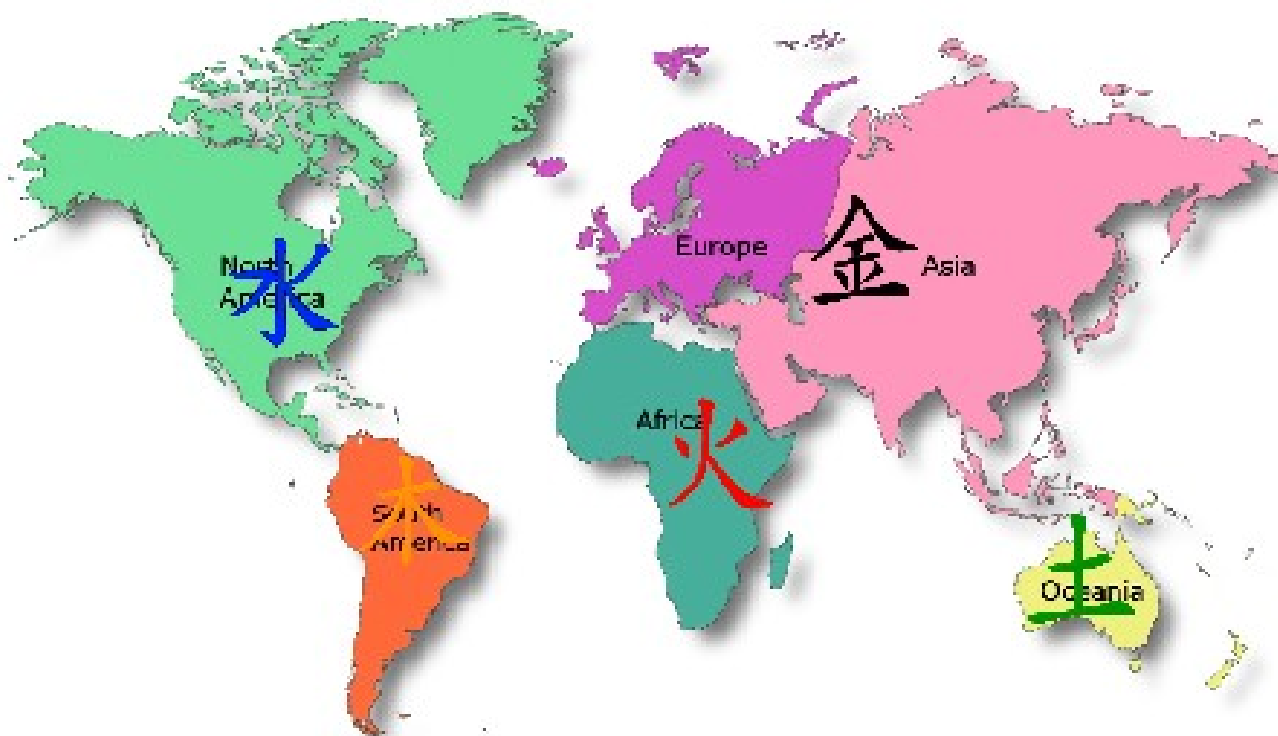 Europe
金
Asia
North
America
水
Africa
火
South
America
木
Oceania
土